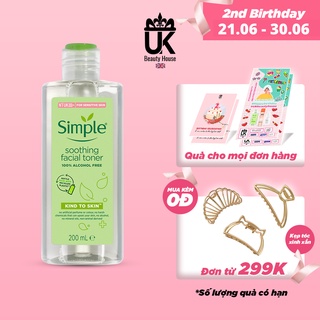 UK
Beauty House
2nd Birthday
21.06 - 30.06
Simple
soothing
facial toner
100% ALCOHOL FREE
KIND TO SKIN
200 mL e
Quà cho mọi đơn hàng
MUA KÈM
0Đ
Kẹp tóc
xinh xắn
Đơn từ 299K
*Số lượng quà có hạn